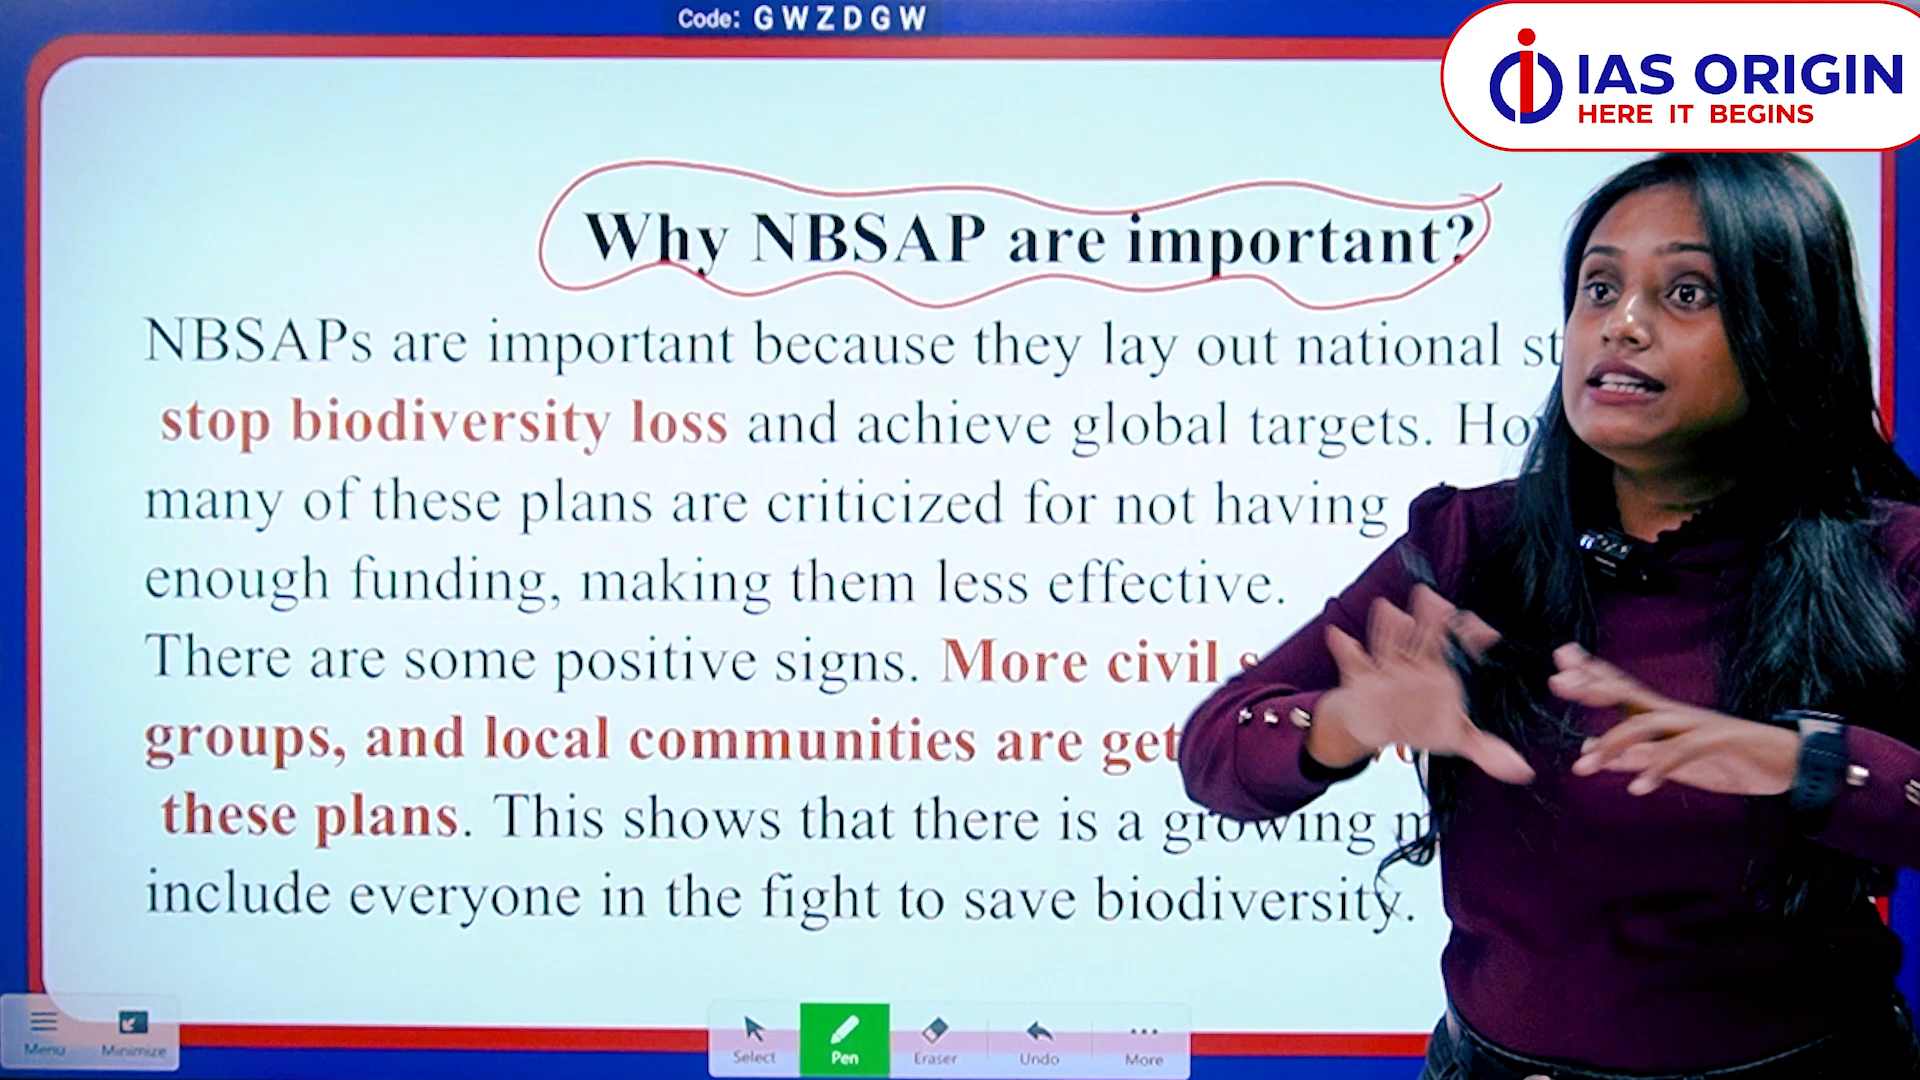 Code: GWZDGW
IAS ORIGIN
HERE IT BEGINS
Why NBSAP are important?
NBSAPs are important because they lay out national
stop biodiversity loss and achieve global targets.
many of these plans are criticized for not having
enough funding, making them less effective.
There are some positive signs. More civil
groups, and local communities are
these plans. This shows that there is a growing
include everyone in the fight to save biodiversity.
Menu
Minimize
Select
Pen
Eraser
Undo
More